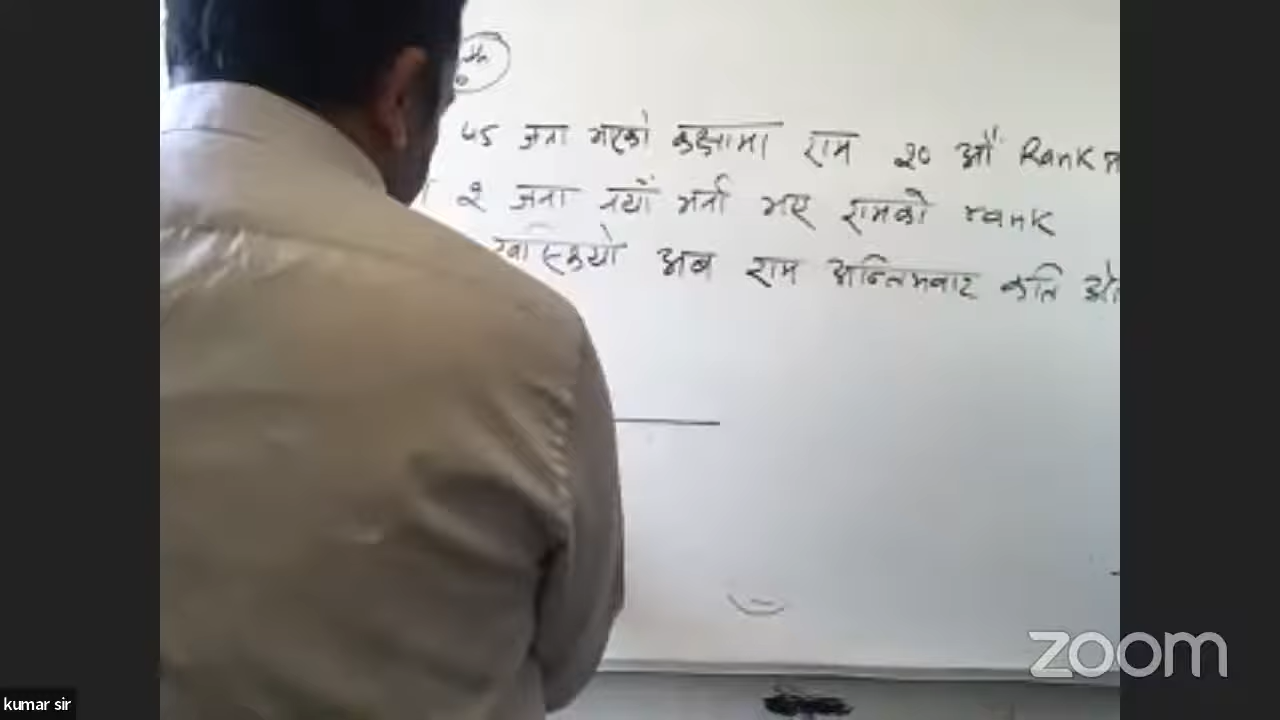 ४५ जना भएको कक्षामा राम २० औं Rank
२ जना नयाँ भर्ना भए रामको rank
खस्कियो अब राम अन्तिमबाट कति औं
zoom
kumar sir